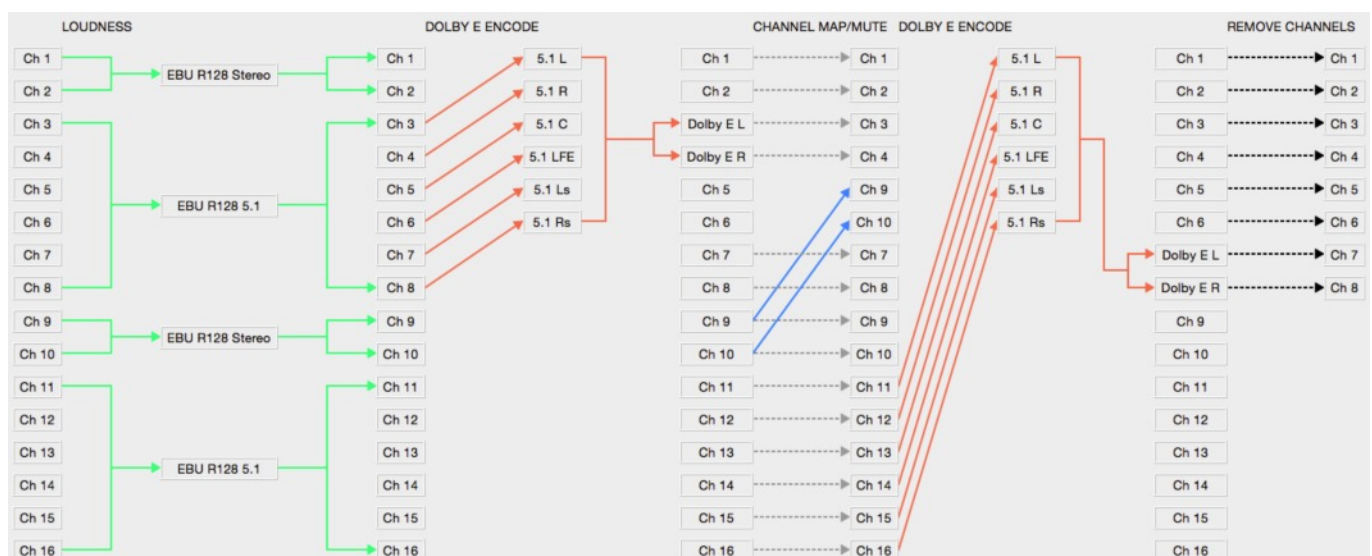 LOUDNESS DOLBY E ENCODE CHANNEL MAP/MUTE DOLBY E ENCODE REMOVE CHANNELS
Ch 1 EBU R128 Stereo Ch 1 5.1 L Ch 1 Ch 1 5.1 L Ch 1 Ch 1
Ch 2 Ch 2 5.1 R Ch 2 Ch 2 5.1 R Ch 2 Ch 2
Ch 3 Ch 3 5.1 C Dolby E L Ch 3 5.1 C Ch 3 Ch 3
Ch 4 Ch 4 5.1 LFE Dolby E R Ch 4 5.1 LFE Ch 4 Ch 4
Ch 5 EBU R128 5.1 Ch 5 5.1 Ls Ch 5 Ch 9 5.1 Ls Ch 5 Ch 5
Ch 6 Ch 6 5.1 Rs Ch 6 Ch 10 5.1 Rs Ch 6 Ch 6
Ch 7 Ch 7 Ch 7 Ch 7 Dolby E L Ch 7
Ch 8 Ch 8 Ch 8 Ch 8 Dolby E R Ch 8
Ch 9 EBU R128 Stereo Ch 9 Ch 9 Ch 9 Ch 9
Ch 10 Ch 10 Ch 10 Ch 10 Ch 10
Ch 11 Ch 11 Ch 11 Ch 11 Ch 11
Ch 12 Ch 12 Ch 12 Ch 12 Ch 12
Ch 13 EBU R128 5.1 Ch 13 Ch 13 Ch 13 Ch 13
Ch 14 Ch 14 Ch 14 Ch 14 Ch 14
Ch 15 Ch 15 Ch 15 Ch 15 Ch 15
Ch 16 Ch 16 Ch 16 Ch 16 Ch 16